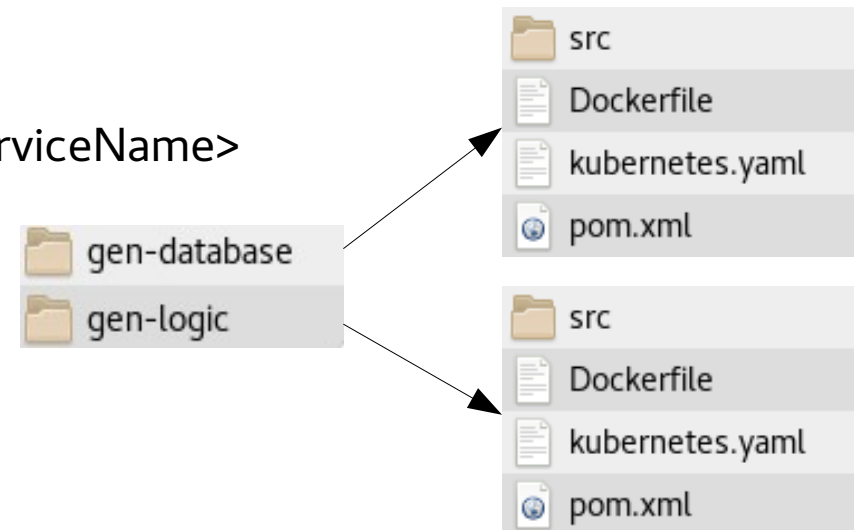 rviceName>
gen-database
gen-logic
src
Dockerfile
kubernetes.yaml
pom.xml
src
Dockerfile
kubernetes.yaml
pom.xml